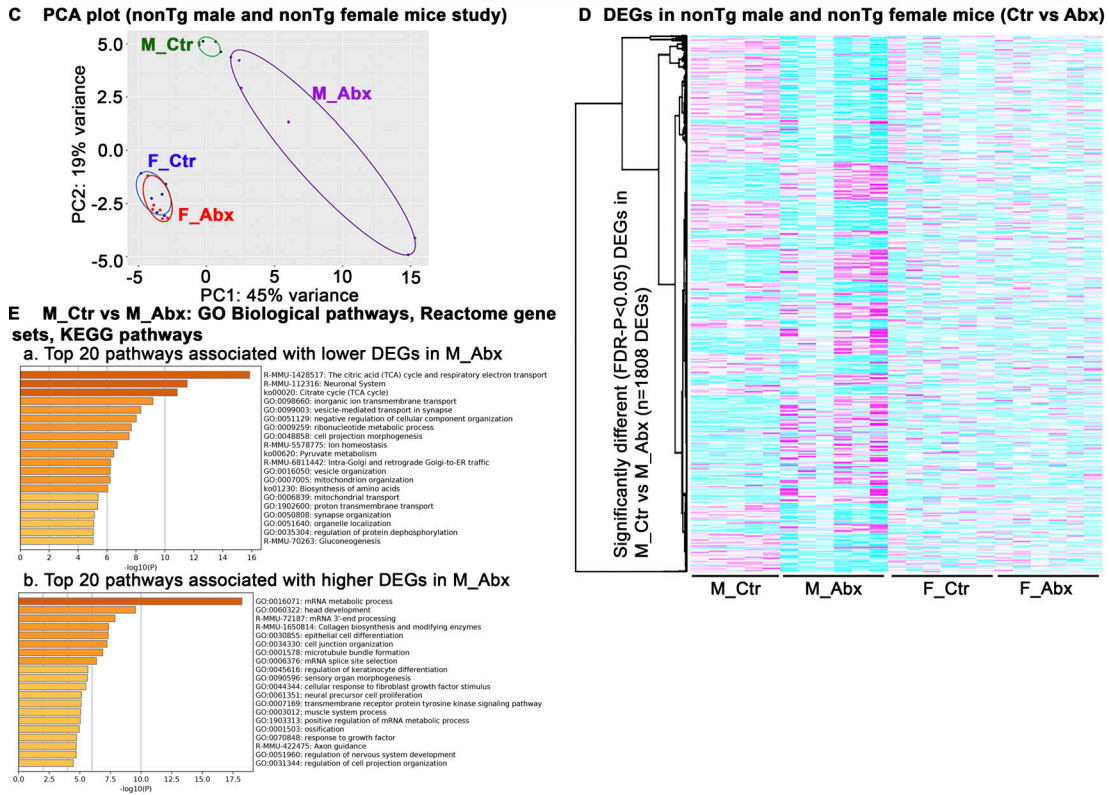 C PCA plot (nonTg male and nonTg female mice study)
M_Ctr
M_Abx
F_Ctr
F_Abx
PC2: 19% variance
5.0
2.5
0.0
-2.5
-5.0
-5 0 5 10 15
PC1: 45% variance
D DEGs in nonTg male and nonTg female mice (Ctr vs Abx)
Significantly different (FDR-P<0.05) DEGs in
M_Ctr vs M_Abx (n=1808 DEGs)
M_Ctr M_Abx F_Ctr F_Abx
E M_Ctr vs M_Abx: GO Biological pathways, Reactome gene
sets, KEGG pathways
a. Top 20 pathways associated with lower DEGs in M_Abx
R-MMU-1428517: The citric acid (TCA) cycle and respiratory electron transport
R-MMU-112316: Neuronal System
ko00020: Citrate cycle (TCA cycle)
GO:0098660: inorganic ion transmembrane transport
GO:0099003: vesicle-mediated transport in synapse
GO:0051129: negative regulation of cellular component organization
GO:0009259: ribonucleotide metabolic process
GO:0048858: cell projection morphogenesis
R-MMU-5578775: Ion homeostasis
ko00620: Pyruvate metabolism
R-MMU-6811442: Intra-Golgi and retrograde Golgi-to-ER traffic
GO:0016050: vesicle organization
GO:0007005: mitochondrion organization
ko01230: Biosynthesis of amino acids
GO:0006839: mitochondrial transport
GO:1902600: proton transmembrane transport
GO:0050808: synapse organization
GO:0051640: organelle localization
GO:0035304: regulation of protein dephosphorylation
R-MMU-70263: Gluconeogenesis
0 2 4 6 8 10 12 14 16
-log10(P)
b. Top 20 pathways associated with higher DEGs in M_Abx
GO:0016071: mRNA metabolic process
GO:0060322: head development
R-MMU-72187: mRNA 3'-end processing
R-MMU-1650814: Collagen biosynthesis and modifying enzymes
GO:0030855: epithelial cell differentiation
GO:0034330: cell junction organization
GO:0001578: microtubule bundle formation
GO:0006376: mRNA splice site selection
GO:0045616: regulation of keratinocyte differentiation
GO:0090596: sensory organ morphogenesis
GO:0044344: cellular response to fibroblast growth factor stimulus
GO:0061351: neural precursor cell proliferation
GO:0007169: transmembrane receptor protein tyrosine kinase signaling pathway
GO:0003012: muscle system process
GO:1903313: positive regulation of mRNA metabolic process
GO:0001503: ossification
GO:0070848: response to growth factor
R-MMU-422475: Axon guidance
GO:0051960: regulation of nervous system development
GO:0031344: regulation of cell projection organization
0.0 2.5 5.0 7.5 10.0 12.5 15.0 17.5
-log10(P)